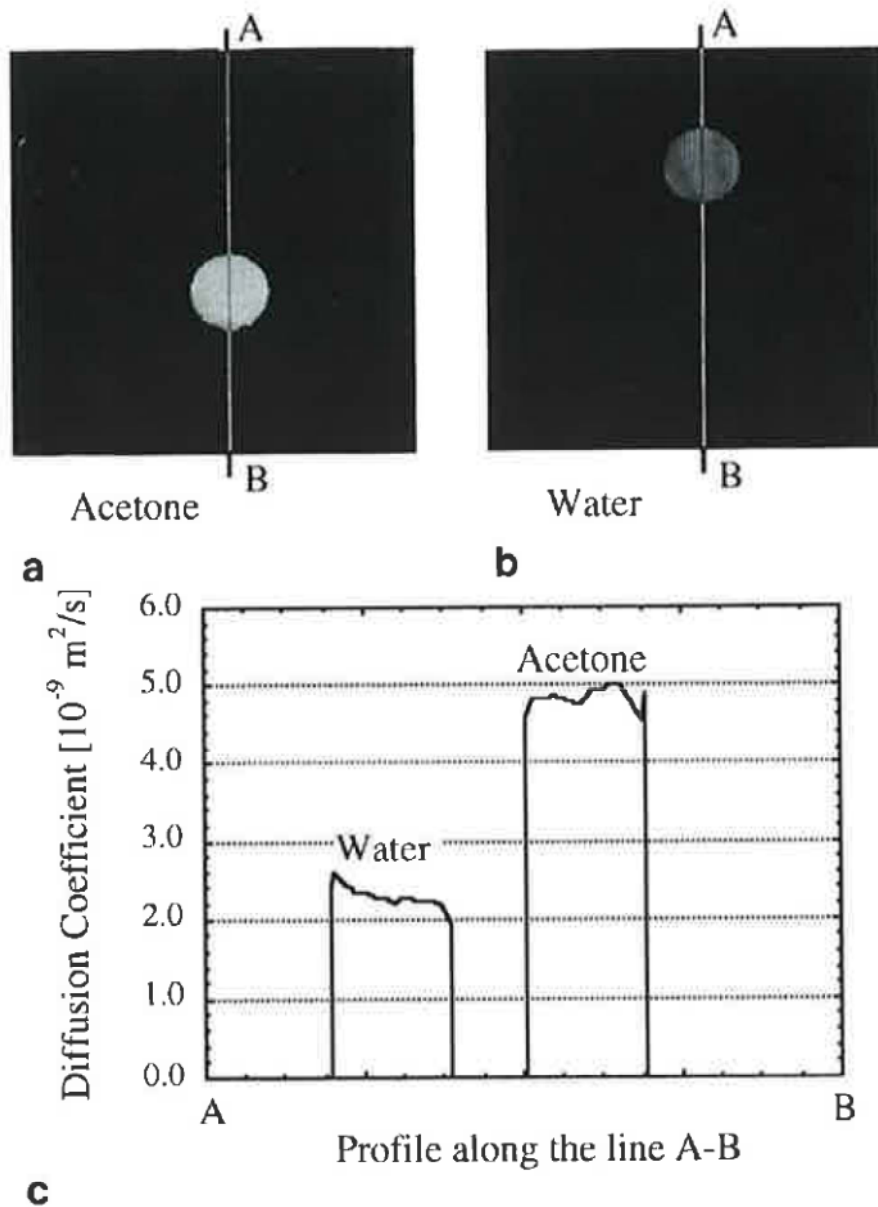 A
A
B
B
Acetone
Water
a
b
Diffusion Coefficient [10⁻⁹ m²/s]
6.0
5.0
4.0
3.0
2.0
1.0
0.0
Acetone
Water
A
B
Profile along the line A-B
c